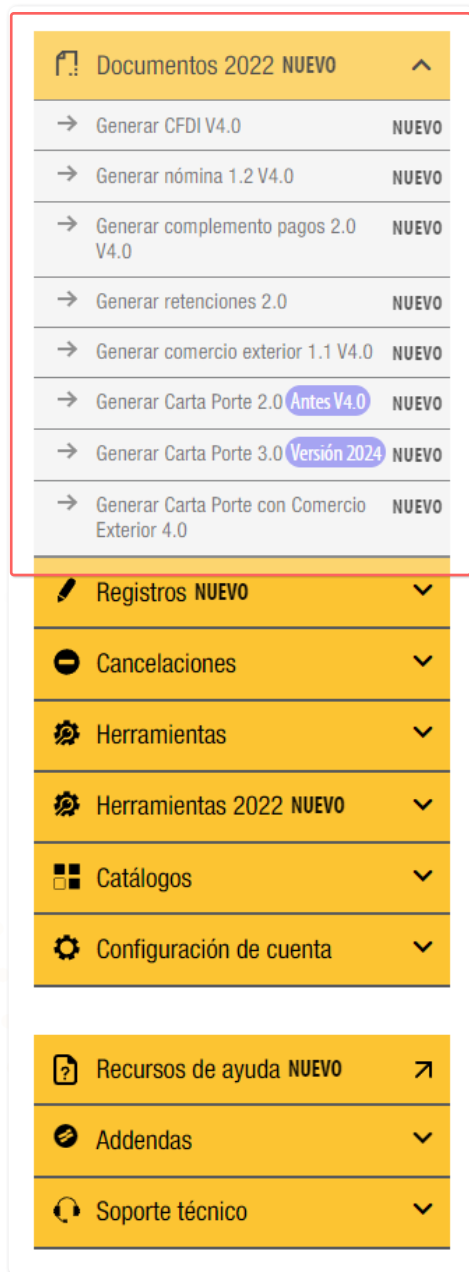 Documentos 2022 NUEVO
Generar CFDI V4.0 NUEVO
Generar nómina 1.2 V4.0 NUEVO
Generar complemento pagos 2.0 NUEVO
V4.0
Generar retenciones 2.0 NUEVO
Generar comercio exterior 1.1 V4.0 NUEVO
Generar Carta Porte 2.0 Antes V4.0 NUEVO
Generar Carta Porte 3.0 Versión 2024 NUEVO
Generar Carta Porte con Comercio NUEVO
Exterior 4.0
Registros NUEVO
Cancelaciones
Herramientas
Herramientas 2022 NUEVO
Catálogos
Configuración de cuenta
Recursos de ayuda NUEVO
Addendas
Soporte técnico